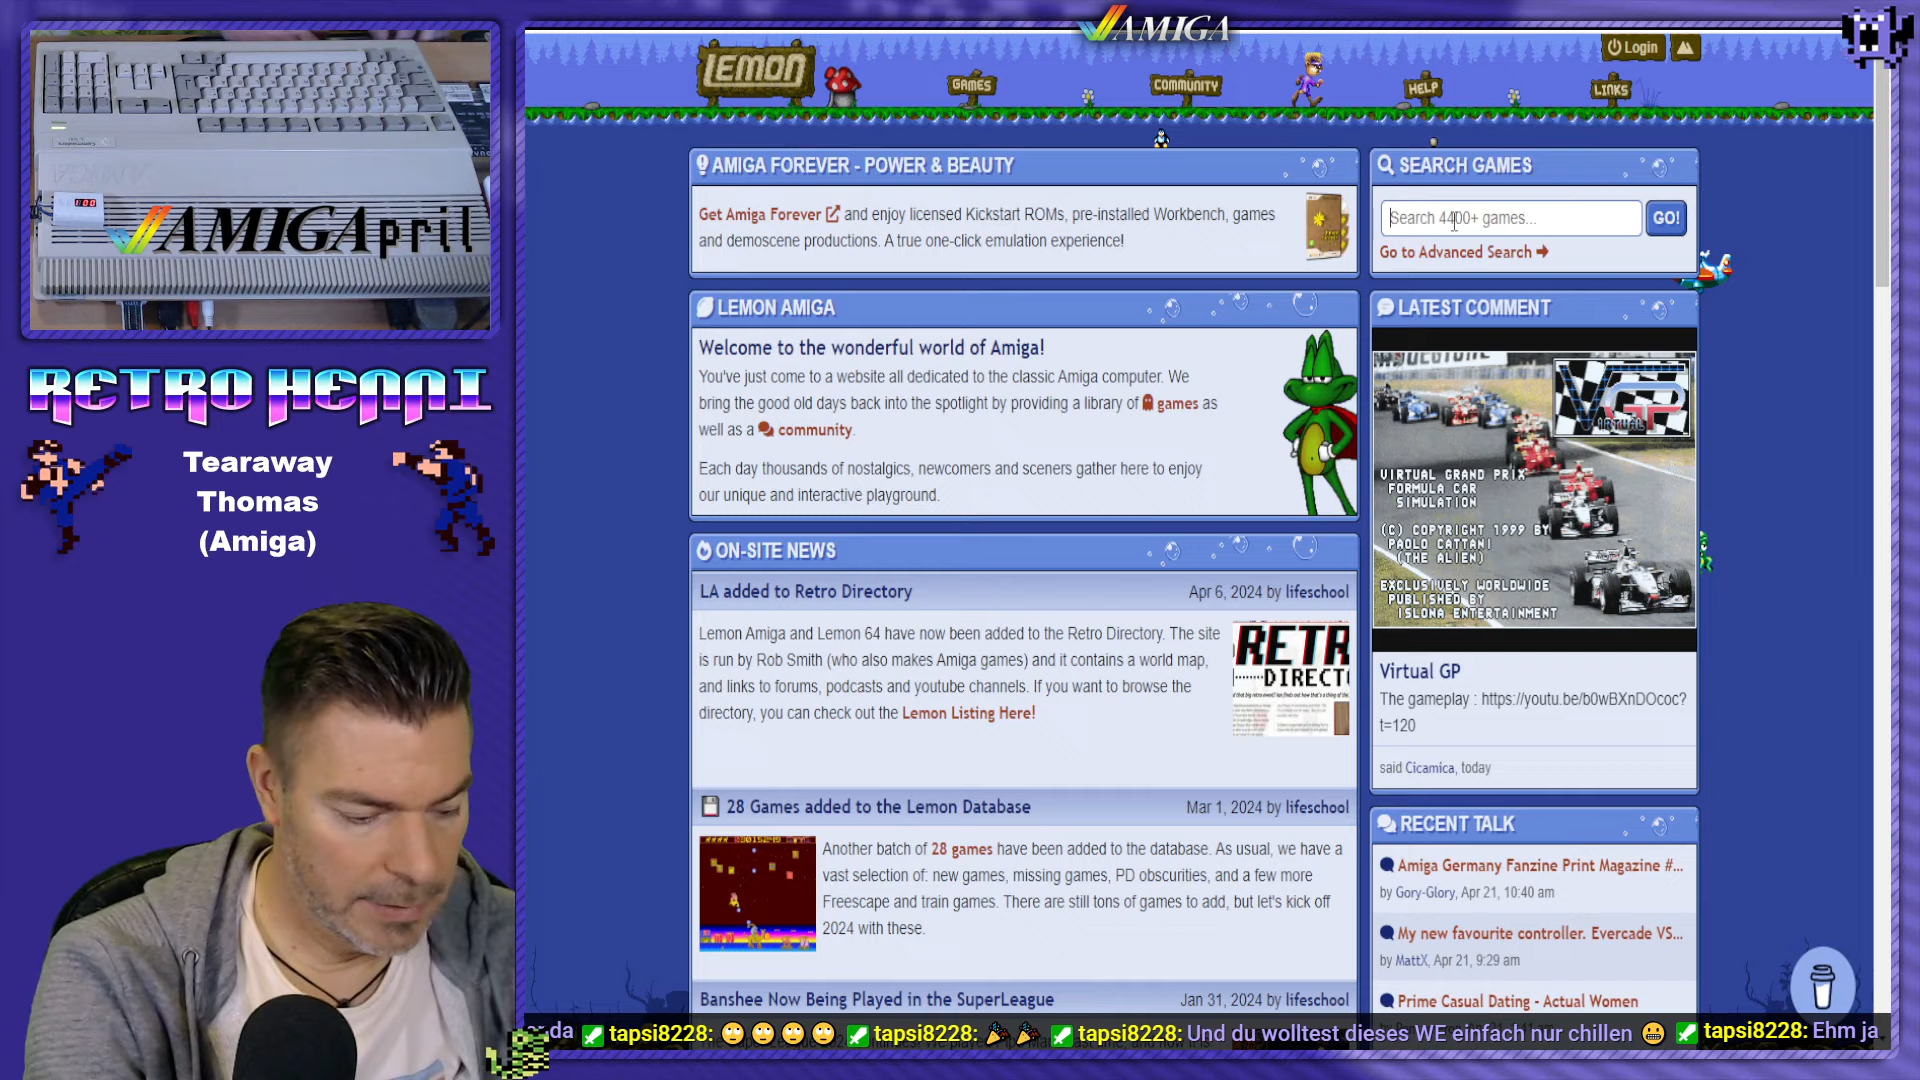 AMIGA
AMIGApril
AMIGA
1:00
RETRO HENNI
Tearaway
Thomas
(Amiga)
LEMON
GAMES
COMMUNITY
HELP
LINKS
Login
AMIGA FOREVER - POWER & BEAUTY
Get Amiga Forever and enjoy licensed Kickstart ROMs, pre-installed Workbench, games
and demoscene productions. A true one-click emulation experience!
LEMON AMIGA
Welcome to the wonderful world of Amiga!
You've just come to a website all dedicated to the classic Amiga computer. We
bring the good old days back into the spotlight by providing a library of games as
well as a community.
Each day thousands of nostalgics, newcomers and sceners gather here to enjoy
our unique and interactive playground.
ON-SITE NEWS
LA added to Retro Directory
Apr 6, 2024 by lifeschool
Lemon Amiga and Lemon 64 have now been added to the Retro Directory. The site
is run by Rob Smith (who also makes Amiga games) and it contains a world map,
and links to forums, podcasts and youtube channels. If you want to browse the
directory, you can check out the Lemon Listing Here!
RETR
DIRECT
28 Games added to the Lemon Database
Mar 1, 2024 by lifeschool
Another batch of 28 games have been added to the database. As usual, we have a
vast selection of: new games, missing games, PD obscurities, and a few more
Freescape and train games. There are still tons of games to add, but let's kick off
2024 with these.
Banshee Now Being Played in the SuperLeague
Jan 31, 2024 by lifeschool
SEARCH GAMES
Search 4400+ games...
GO!
Go to Advanced Search
LATEST COMMENT
VGP
VIRTUAL
VIRTUAL GRAND PRIX
FORMULA CAR
SIMULATION
(C) COPYRIGHT 1999 BY
PAOLO CATTANI
(THE ALIEN)
EXCLUSIVELY WORLDWIDE
PUBLISHED BY
ISLONA ENTERTAINMENT
Virtual GP
The gameplay : https://youtu.be/b0wBXnDOcoc?
t=120
said Cicamica, today
RECENT TALK
Amiga Germany Fanzine Print Magazine #...
by Gory-Glory, Apr 21, 10:40 am
My new favourite controller. Evercade VS...
by MattX, Apr 21, 9:29 am
Prime Casual Dating - Actual Women
da tapsi8228: 🙄 🙄 🙄 🙄 tapsi8228: 🎉 🎉 tapsi8228: Und du wolltest dieses WE einfach nur chillen 😬 tapsi8228: Ehm ja